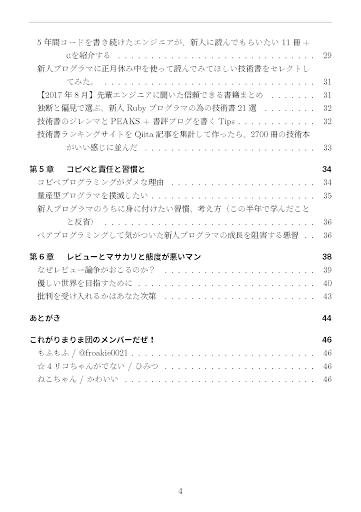 5 年間コードを書き続けたエンジニアが、新人に読んでもらいたい 11 冊 +
αを紹介する . . . . . . . . . . . . . . . . . . . . . . . . . . . . 29
新人プログラマに正月休み中を使って読んでみてほしい技術書をセレクトし
てみた。 . . . . . . . . . . . . . . . . . . . . . . . . . . . . . . 31
【2017 年 8 月】先輩エンジニアに聞いた信頼できる書籍まとめ . . . . . . . 31
独断と偏見で選ぶ、新人 Ruby プログラマの為の技術書 21 選 . . . . . . . . 32
技術書のジレンマと PEAKS + 書評ブログを書く Tips . . . . . . . . . . . 32
技術書ランキングサイトを Qiita 記事を集計して作ったら、2700 冊の技術本
がいい感じに並んだ . . . . . . . . . . . . . . . . . . . . . . . . 33
第 5 章 コピペと責任と習慣と 34
コピペプログラミングがダメな理由 . . . . . . . . . . . . . . . . . . . 34
量産型プログラマを撲滅したい . . . . . . . . . . . . . . . . . . . . . 35
新人プログラマのうちに身に付けたい習慣、考え方（この半年で学んだこと
と反省） . . . . . . . . . . . . . . . . . . . . . . . . . . . . . . 36
ペアプログラミングして気がついた新人プログラマの成長を阻害する悪習 . . 36
第 6 章 レビューとマサカリと態度が悪いマン 38
なぜレビュー論争がおこるのか？ . . . . . . . . . . . . . . . . . . . . 39
優しい世界を目指すために . . . . . . . . . . . . . . . . . . . . . . . 40
批判を受け入れるかはあなた次第 . . . . . . . . . . . . . . . . . . . . 43
あとがき 44
これがりまりま団のメンバーだぜ！ 46
もふもふ / @froakie0021 . . . . . . . . . . . . . . . . . . . . . . . . 46
☆４リコちゃんがでない / ひみつ . . . . . . . . . . . . . . . . . . . . 46
ねこちゃん / かわいい . . . . . . . . . . . . . . . . . . . . . . . . . 46
4